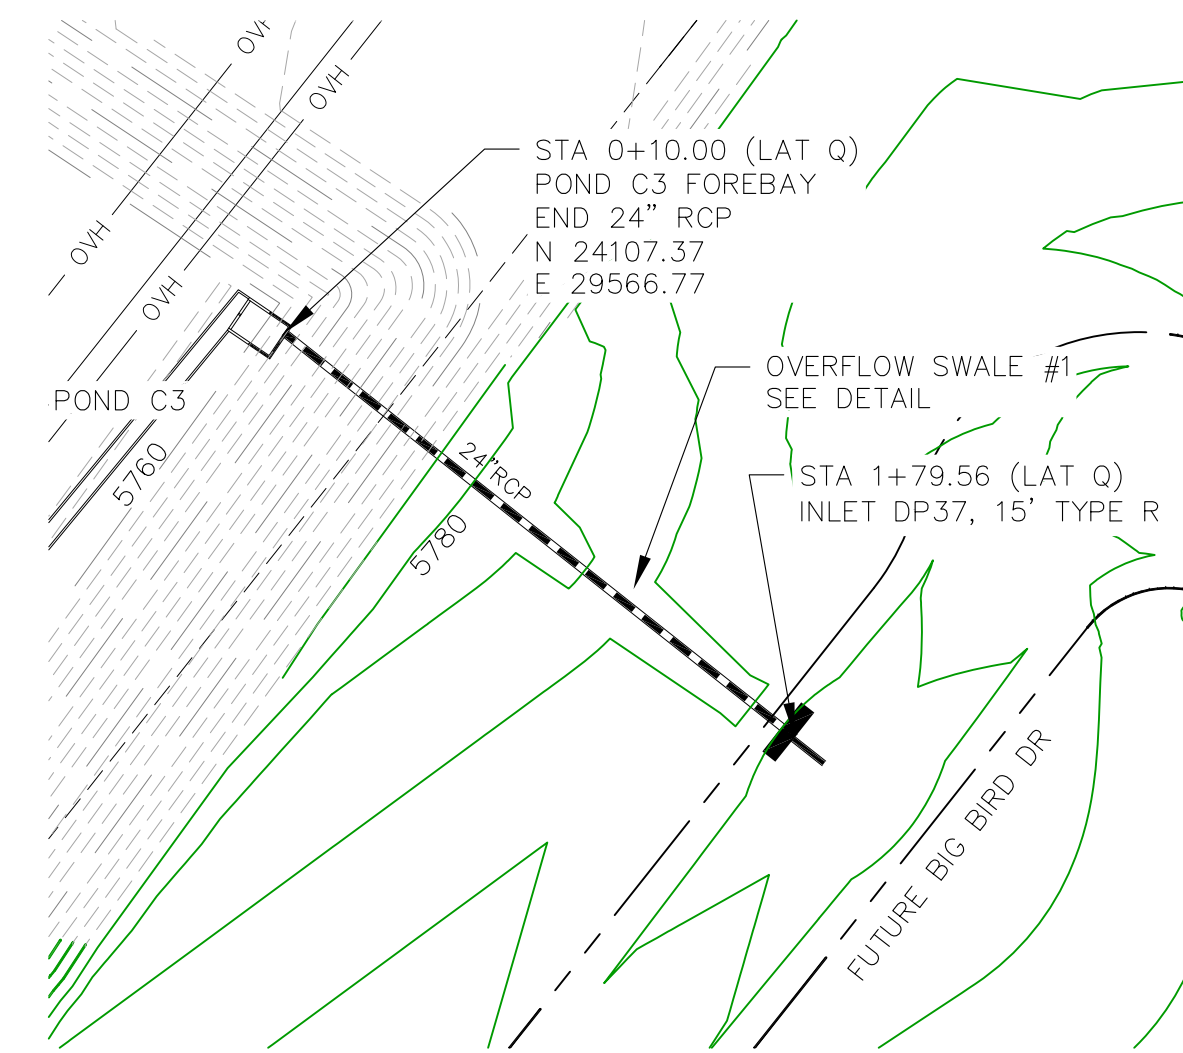 OVH
OVH
STA 0+10.00 (LAT Q)
POND C3 FOREBAY
END 24" RCP
N 24107.37
E 29566.77
OVH
OVH
OVERFLOW SWALE #1
SEE DETAIL
POND C3
5760
24"RCP
STA 1+79.56 (LAT Q)
INLET DP37, 15' TYPE R
5780
FUTURE BIG BIRD DR